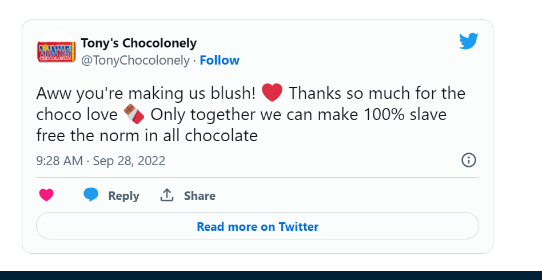 Tony's Chocolonely
@TonyChocolonely · Follow
Aww you're making us blush! ❤️ Thanks so much for the
choco love 🍫 Only together we can make 100% slave
free the norm in all chocolate
9:28 AM · Sep 28, 2022
Reply Share
Read more on Twitter